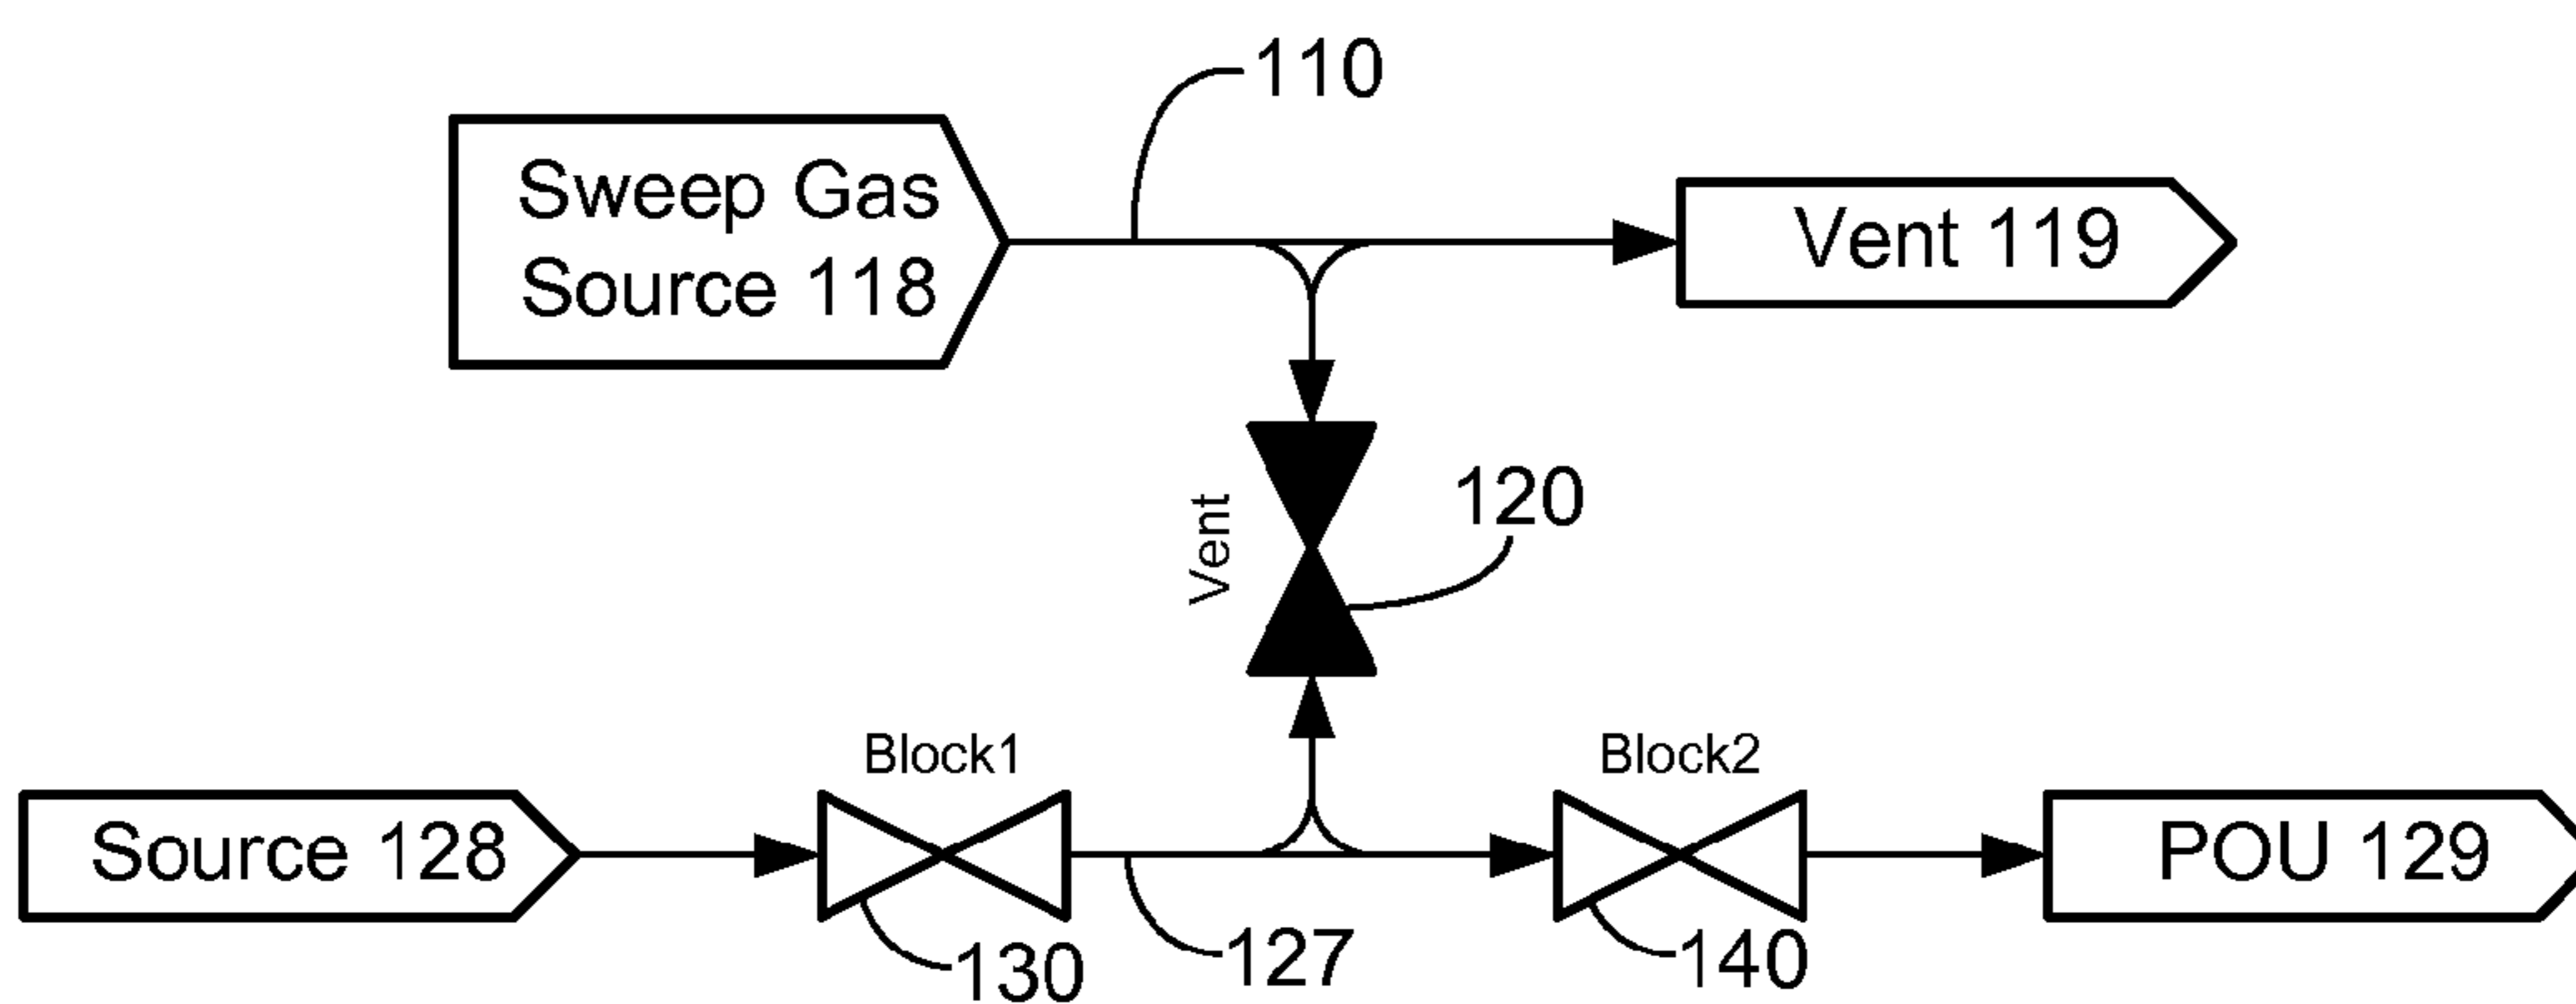 110
Sweep Gas
Source 118
Vent 119
Vent
120
Block1
Block2
Source 128
POU 129
130
127
140